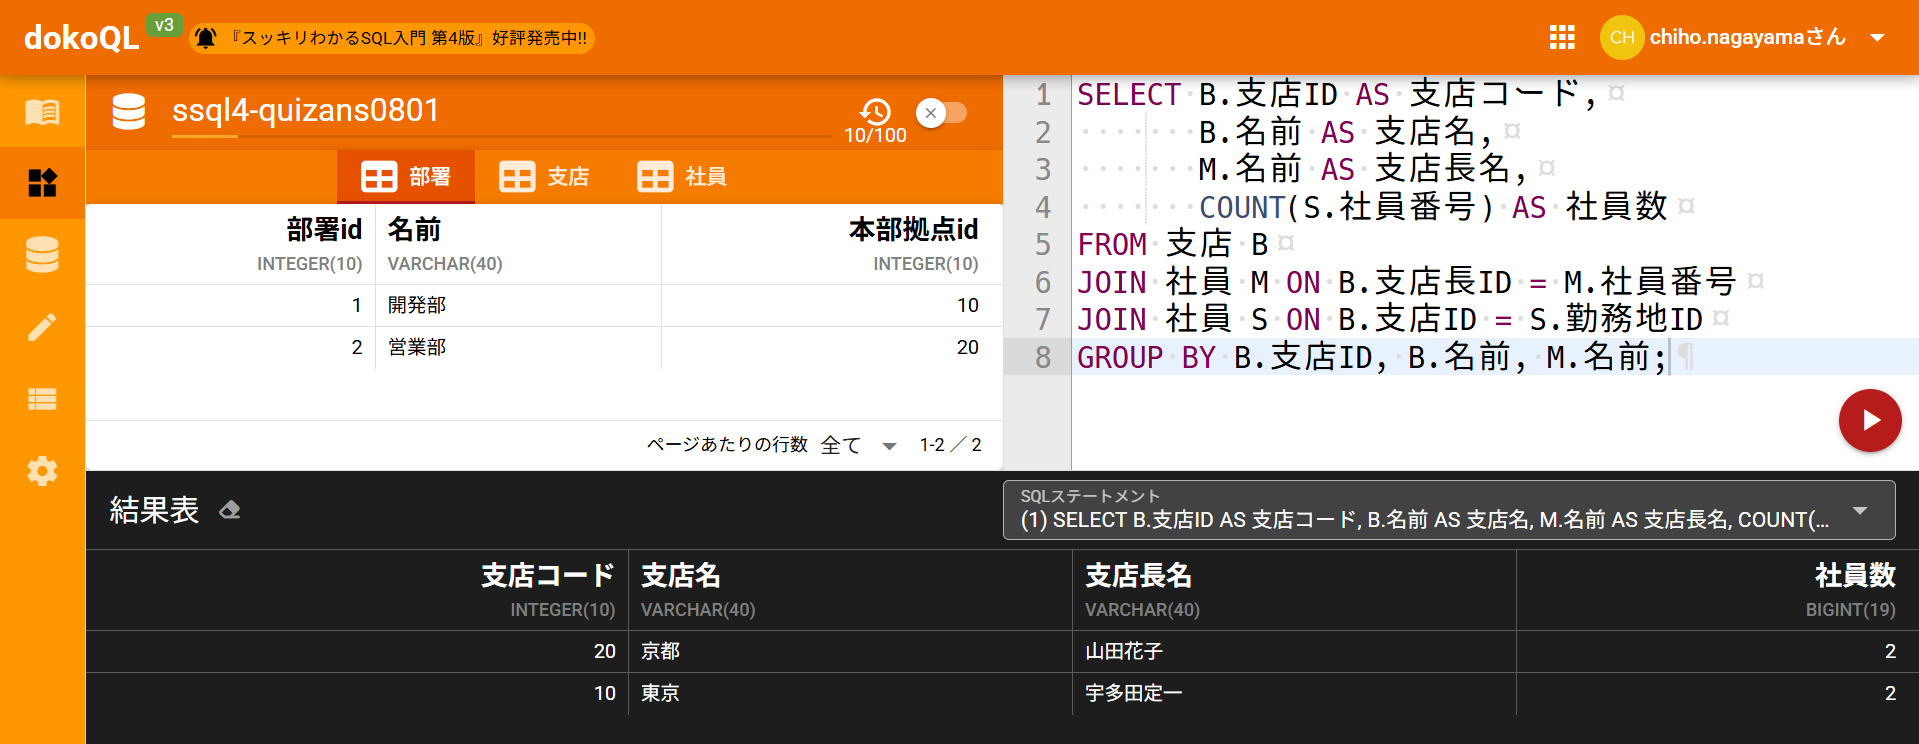 dokoQL v3
『スッキリわかるSQL入門 第4版』好評発売中!!
CH chiho.nagayamaさん
ssql4-quizans0801
10/100
部署 支店 社員
部署id 名前 本部拠点id
INTEGER(10) VARCHAR(40) INTEGER(10)
1 開発部 10
2 営業部 20
ページあたりの行数 全て 1-2 ／ 2
1 SELECT B.支店ID AS 支店コード,
2 B.名前 AS 支店名,
3 M.名前 AS 支店長名,
4 COUNT(S.社員番号) AS 社員数
5 FROM 支店 B
6 JOIN 社員 M ON B.支店長ID = M.社員番号
7 JOIN 社員 S ON B.支店ID = S.勤務地ID
8 GROUP BY B.支店ID, B.名前, M.名前;
結果表
SQLステートメント
(1) SELECT B.支店ID AS 支店コード, B.名前 AS 支店名, M.名前 AS 支店長名, COUNT(...
支店コード 支店名 支店長名 社員数
INTEGER(10) VARCHAR(40) VARCHAR(40) BIGINT(19)
20 京都 山田花子 2
10 東京 宇多田定一 2